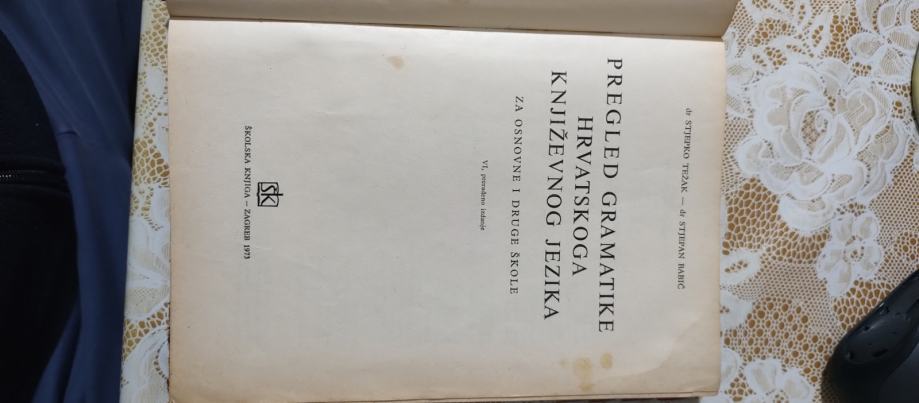 dr STJEPKO TEŽAK — dr STJEPAN BABIĆ
PREGLED GRAMATIKE
HRVATSKOGA
KNJIŽEVNOG JEZIKA
ZA OSNOVNE I DRUGE ŠKOLE
VI, prerađeno izdanje
ŠK
ŠKOLSKA KNJIGA — ZAGREB 1973